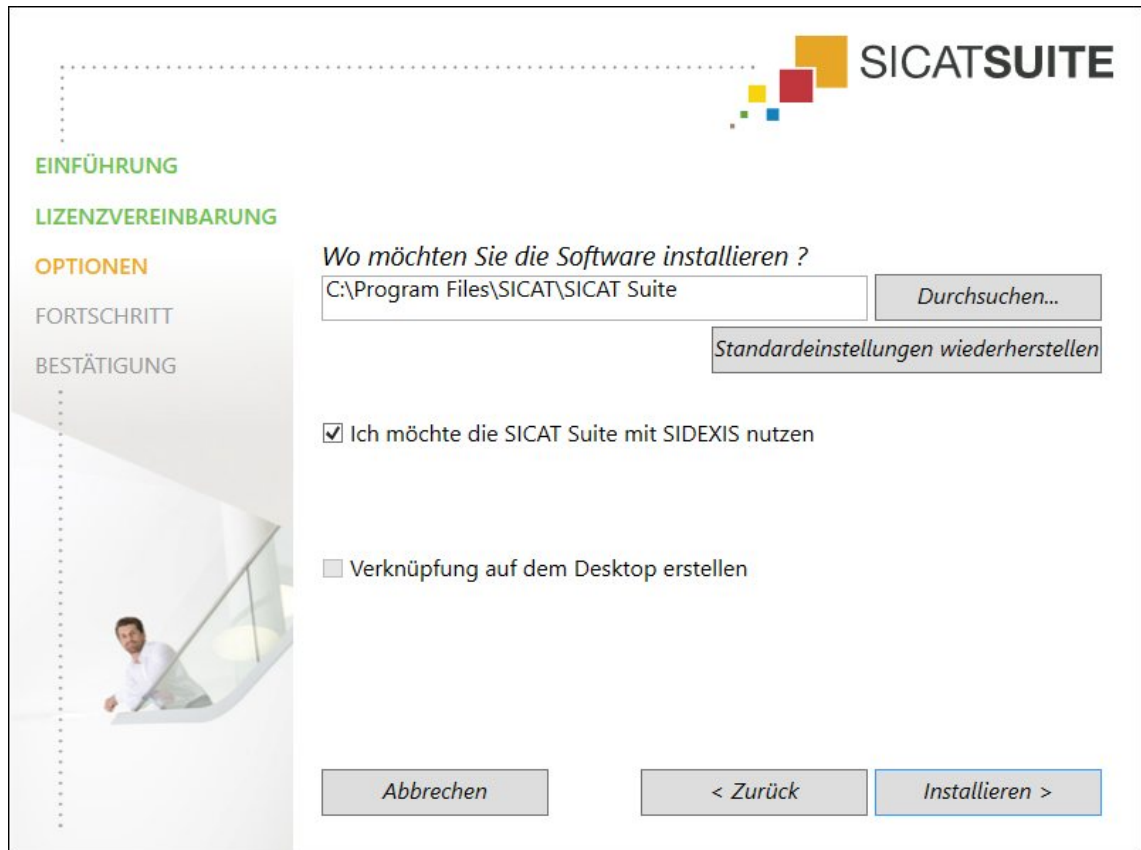 SICATSUITE
EINFÜHRUNG
LIZENZVEREINBARUNG
OPTIONEN
FORTSCHRITT
BESTÄTIGUNG
Wo möchten Sie die Software installieren ?
C:\Program Files\SICAT\SICAT Suite
Durchsuchen...
Standardeinstellungen wiederherstellen
Ich möchte die SICAT Suite mit SIDEXIS nutzen
Verknüpfung auf dem Desktop erstellen
Abbrechen
< Zurück
Installieren >